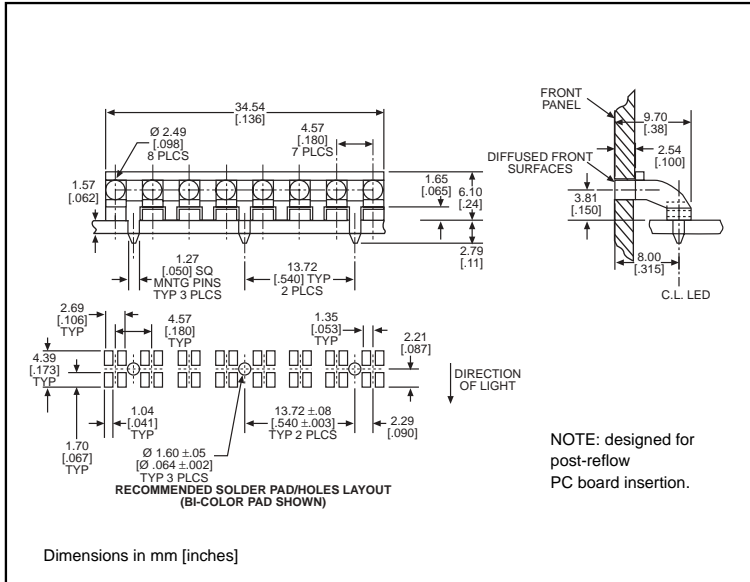 34.54
[.136]
Ø 2.49
[.098]
8 PLCS
4.57
[.180]
7 PLCS
1.57
[.062]
1.65
[.065]
6.10
[.24]
2.79
[.11]
1.27
[.050] SQ
MNTG PINS
TYP 3 PLCS
13.72
[.540] TYP
2 PLCS
FRONT
PANEL
9.70
[.38]
2.54
[.100]
DIFFUSED FRONT
SURFACES
3.81
[.150]
8.00
[.315]
C.L. LED
2.69
[.106]
TYP
4.57
[.180]
TYP
1.35
[.053]
TYP
2.21
[.087]
4.39
[.173]
TYP
DIRECTION
OF LIGHT
1.04
[.041]
TYP
13.72 ±.08
[.540 ±.003]
TYP 2 PLCS
2.29
[.090]
1.70
[.067]
TYP
Ø 1.60 ±.05
[Ø .064 ±.002]
TYP 3 PLCS
RECOMMENDED SOLDER PAD/HOLES LAYOUT
(BI-COLOR PAD SHOWN)
NOTE: designed for
post-reflow
PC board insertion.
Dimensions in mm [inches]